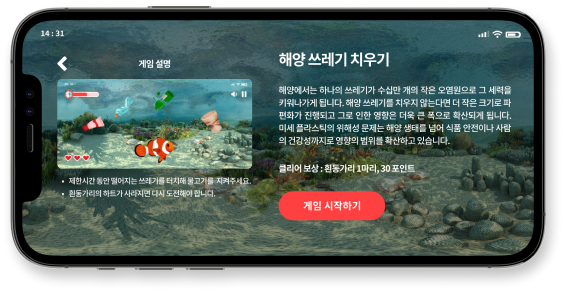 14 : 31
게임 설명
제한시간 동안 떨어지는 쓰레기를 터치해 물고기를 지켜주세요.
흰동가리의 하트가 사라지면 다시 도전해야 합니다.
해양 쓰레기 치우기
해양에서는 하나의 쓰레기가 수십만 개의 작은 오염원으로 그 세력을
키워나가게 됩니다. 해양 쓰레기를 치우지 않는다면 더 작은 크기로 파
편화가 진행되고 그로 인한 영향은 더욱 큰 폭으로 확산되게 됩니다.
미세 플라스틱의 위해성 문제는 해양 생태를 넘어 식품 안전이나 사람
의 건강성까지로 영향의 범위를 확산하고 있습니다.
클리어 보상 : 흰동가리 1마리, 30 포인트
게임 시작하기